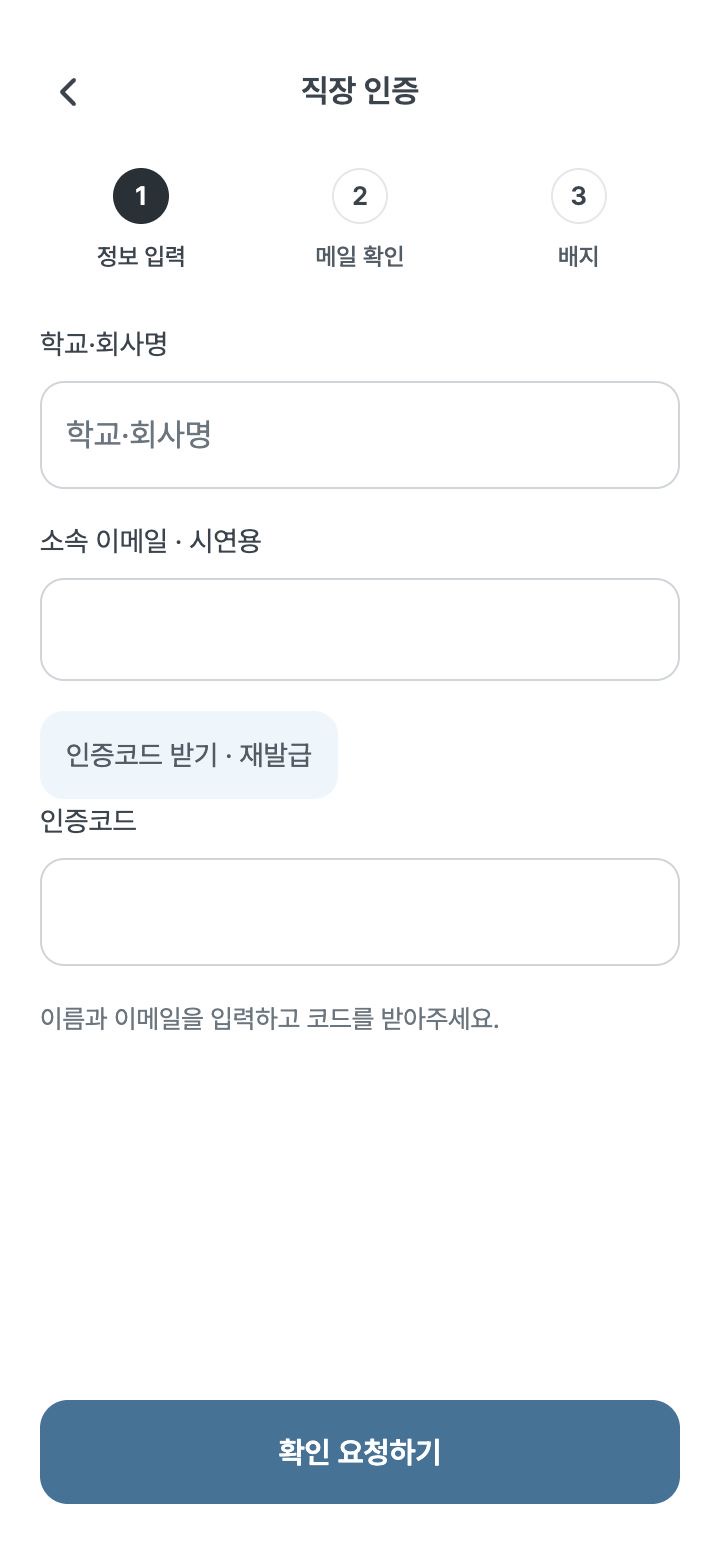 직장 인증
1 2 3
정보 입력 메일 확인 배지
학교·회사명
학교·회사명
소속 이메일 · 시연용
인증코드 받기 · 재발급
인증코드
이름과 이메일을 입력하고 코드를 받아주세요.
확인 요청하기